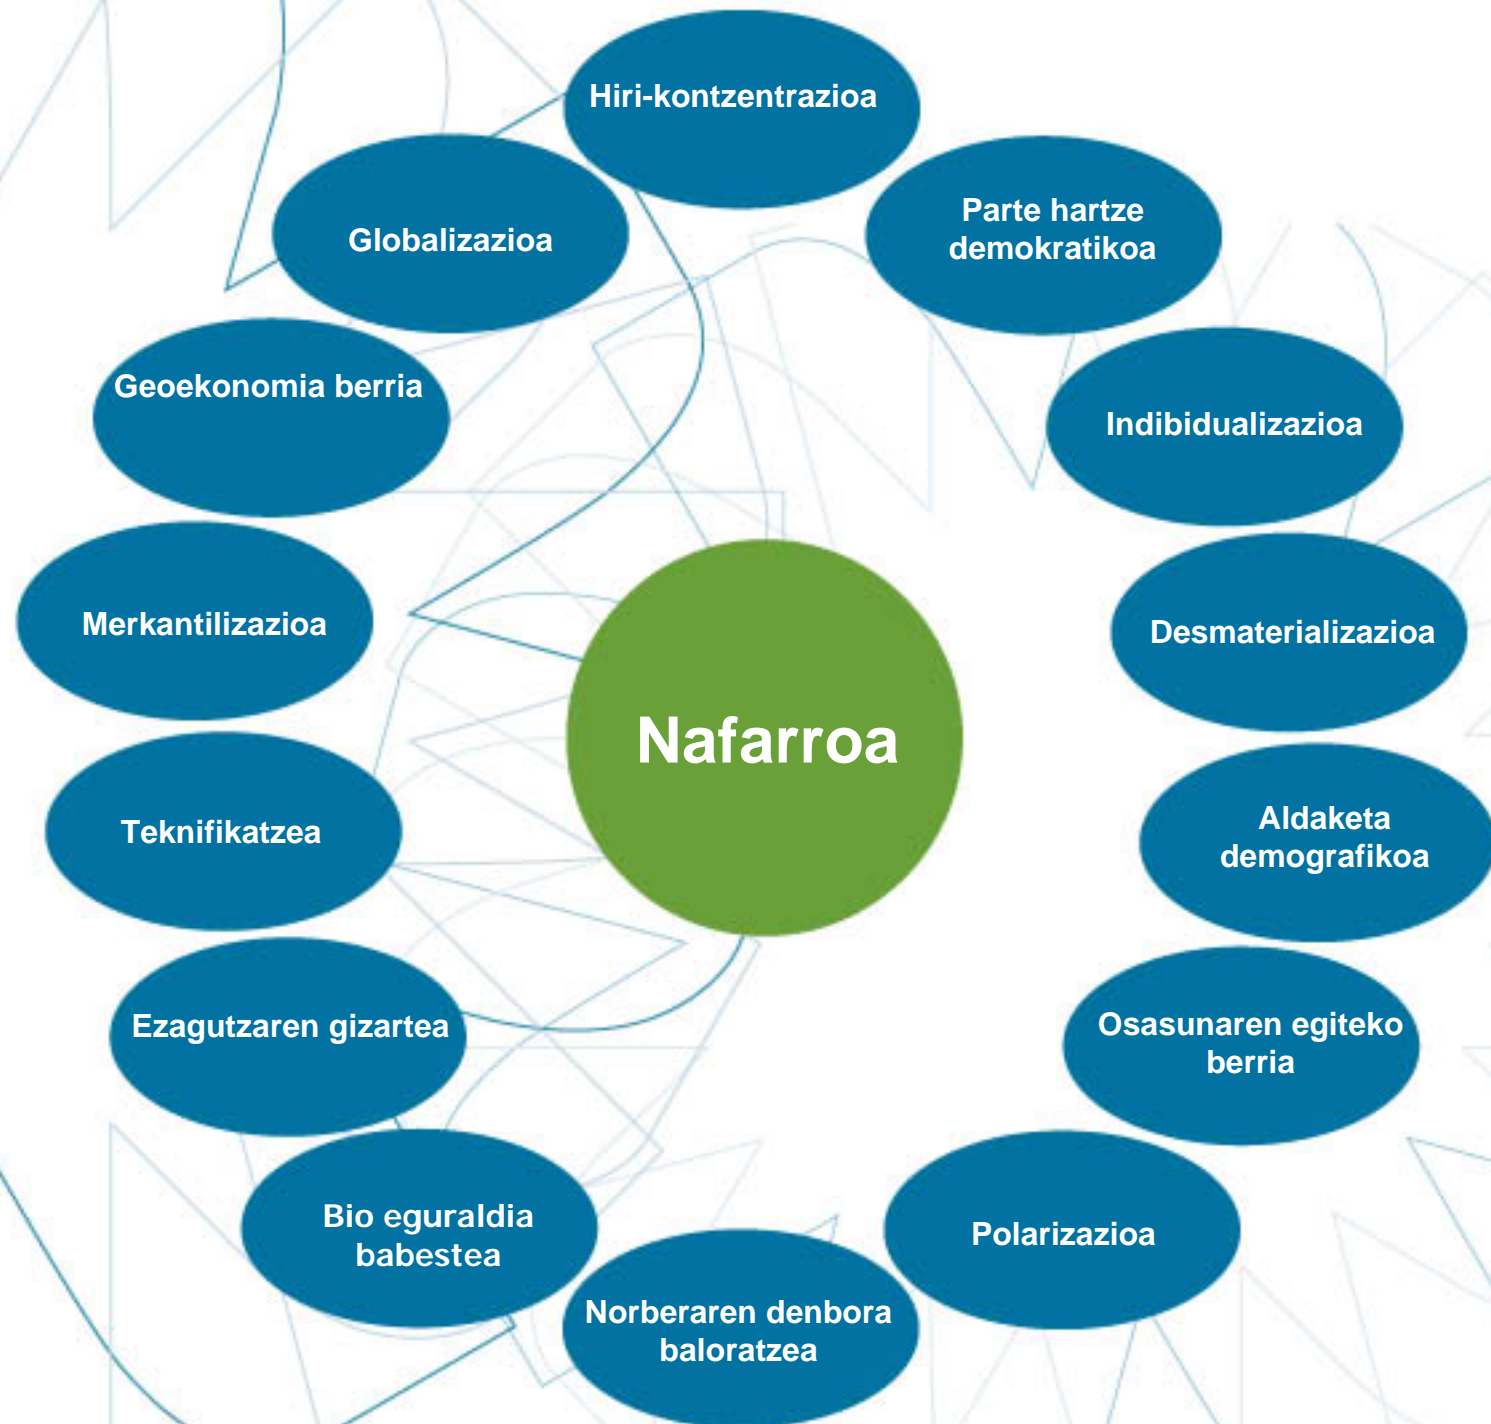 Hiri-kontzentrazioa
Parte hartze
demokratikoa
Globalizazioa
Geoekonomia berria
Indibidualizazioa
Merkantilizazioa
Desmaterializazioa
Nafarroa
Teknifikatzea
Aldaketa
demografikoa
Ezagutzaren gizartea
Osasunaren egiteko
berria
Bio eguraldia
babestea
Polarizazioa
Norberaren denbora
baloratzea